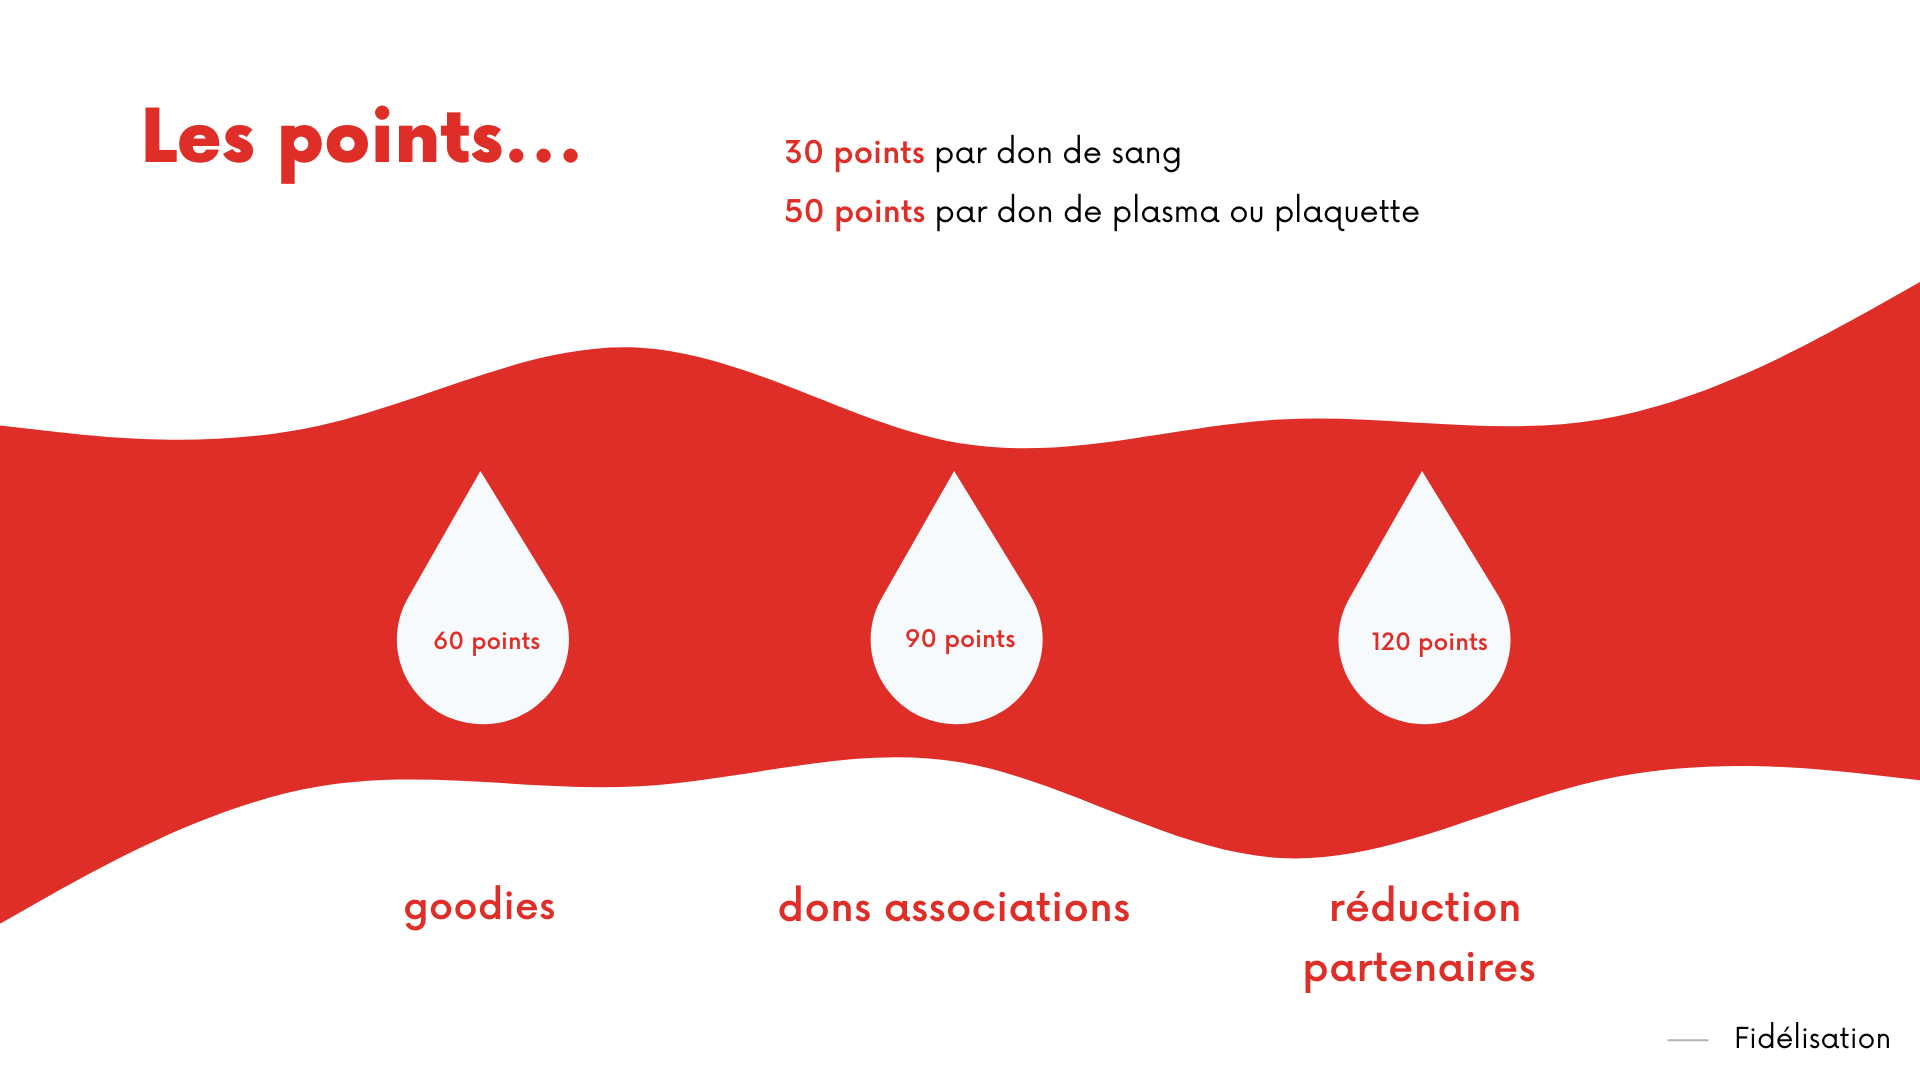 Les points...
30 points par don de sang
50 points par don de plasma ou plaquette
60 points
90 points
120 points
goodies
dons associations
réduction
partenaires
Fidélisation